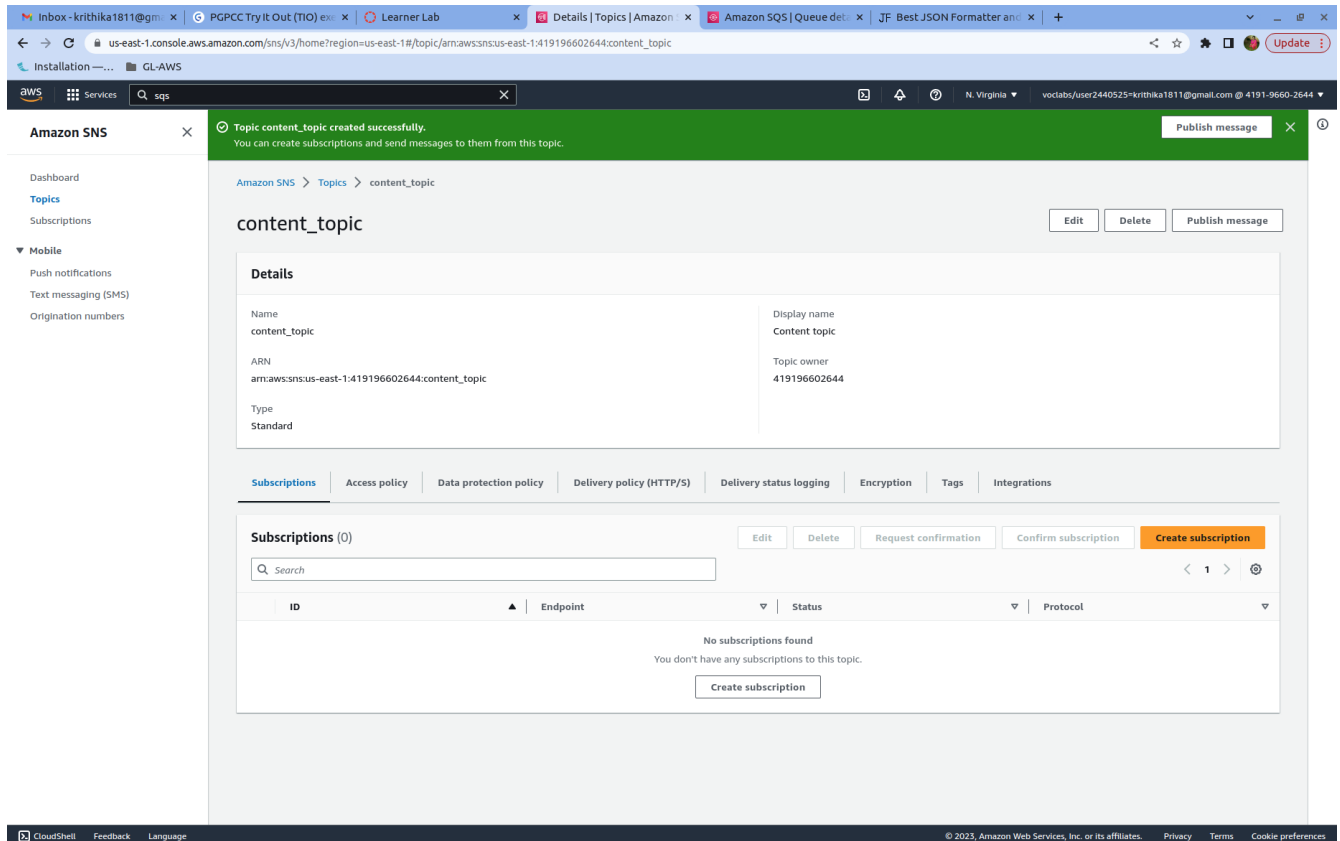 Inbox - krithika1811@gm
PGPCC Try It Out (TIO) exe
Learner Lab
Details | Topics | Amazon S
Amazon SQS | Queue deta
JF Best JSON Formatter and
us-east-1.console.aws.amazon.com/sns/v3/home?region=us-east-1#/topic/arn:aws:sns:us-east-1:419196602644:content_topic
Update
Installation —...
GL-AWS
aws
Services
sqs
N. Virginia
voclabs/user2440525=krithika1811@gmail.com @ 4191-9660-2644
Amazon SNS
Dashboard
Topics
Subscriptions
Mobile
Push notifications
Text messaging (SMS)
Origination numbers
Topic content_topic created successfully.
You can create subscriptions and send messages to them from this topic.
Publish message
Amazon SNS > Topics > content_topic
content_topic
Edit
Delete
Publish message
Details
Name
content_topic
ARN
arn:aws:sns:us-east-1:419196602644:content_topic
Type
Standard
Display name
Content topic
Topic owner
419196602644
Subscriptions
Access policy
Data protection policy
Delivery policy (HTTP/S)
Delivery status logging
Encryption
Tags
Integrations
Subscriptions (0)
Edit
Delete
Request confirmation
Confirm subscription
Create subscription
Search
1
ID
Endpoint
Status
Protocol
No subscriptions found
You don't have any subscriptions to this topic.
Create subscription
CloudShell
Feedback
Language
© 2023, Amazon Web Services, Inc. or its affiliates.
Privacy
Terms
Cookie preferences